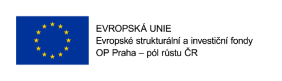 EVROPSKÁ UNIE
Evropské strukturální a investiční fondy
OP Praha – pól růstu ČR